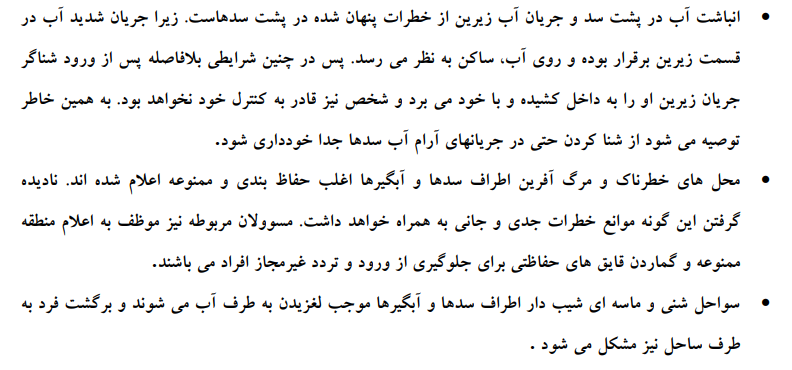 • انباشت آب در پشت سد و جریان آب زیرین از خطرات پنهان شده در پشت سدهاست. زیرا جریان شدید آب در
قسمت زیرین برقرار بوده و روی آب، ساکن به نظر می رسد. پس در چنین شرایطی بلافاصله پس از ورود شناگر
جریان زیرین او را به داخل کشیده و با خود می برد و شخص نیز قادر به کنترل خود نخواهد بود. به همین خاطر
توصیه می شود از شنا کردن حتی در جریانهای آرام آب سدها جدا خودداری شود.
• محل های خطرناک و مرگ آفرین اطراف سدها و آبگیرها اغلب حفاظ بندی و ممنوعه اعلام شده اند. نادیده
گرفتن این گونه موانع خطرات جدی و جانی به همراه خواهد داشت. مسوولان مربوطه نیز موظف به اعلام منطقه
ممنوعه و گماردن قایق های حفاظتی برای جلوگیری از ورود و تردد غیرمجاز افراد می باشند.
• سواحل شنی و ماسه ای شیب دار اطراف سدها و آبگیرها موجب لغزیدن به طرف آب می شوند و برگشت فرد به
طرف ساحل نیز مشکل می شود .